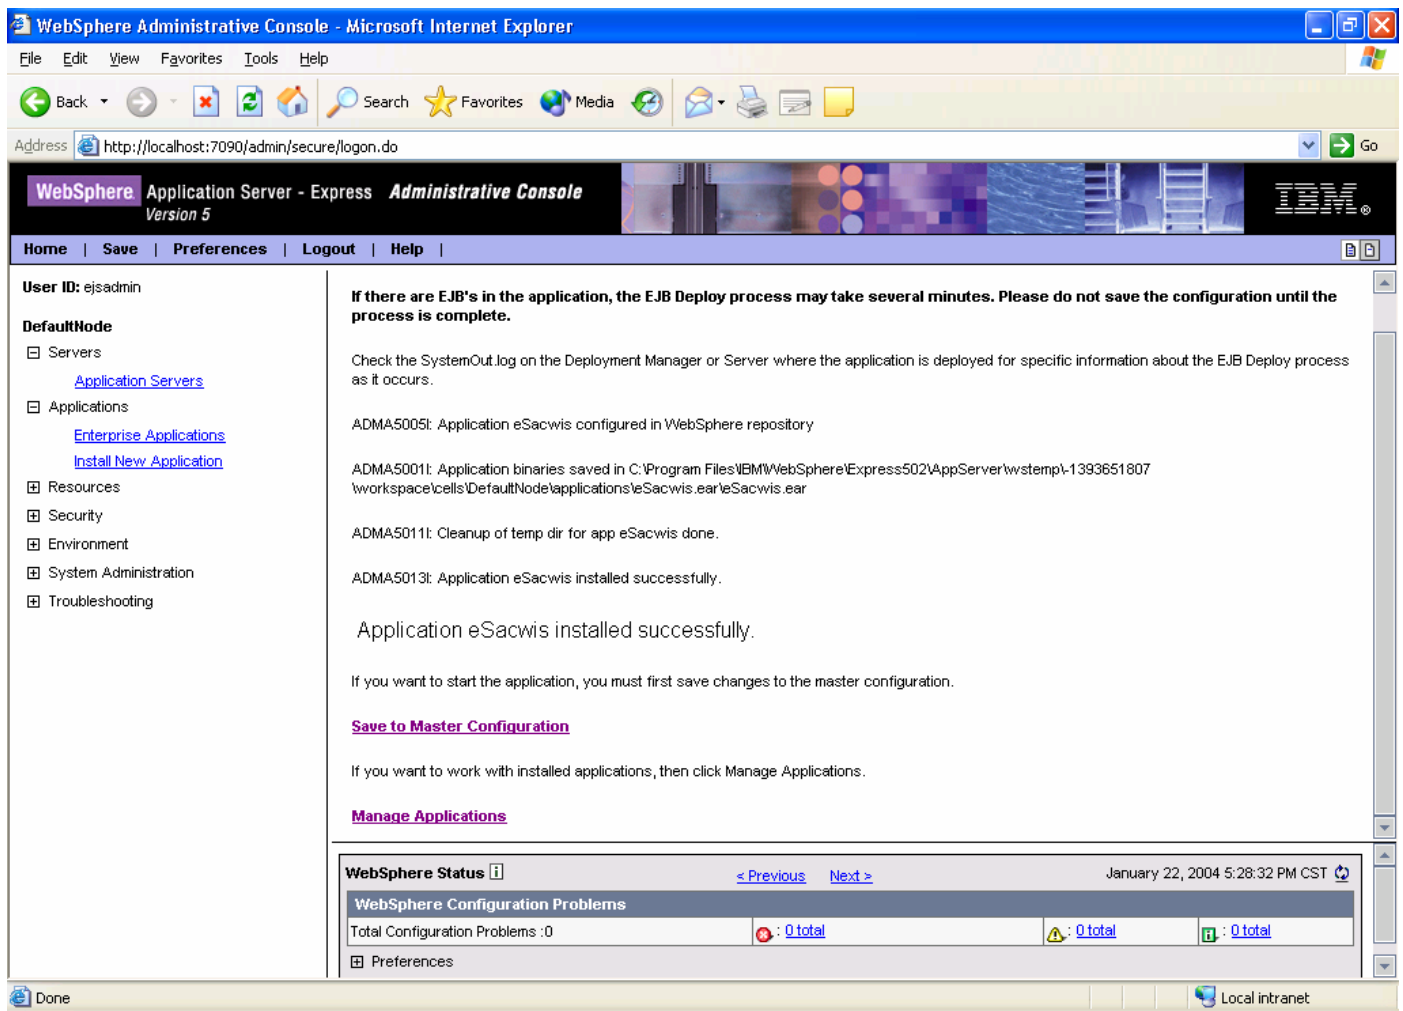 WebSphere Administrative Console - Microsoft Internet Explorer
File Edit View Favorites Tools Help
Back Search Favorites Media
Address http://localhost:7090/admin/secure/logon.do Go
WebSphere. Application Server - Express Administrative Console
Version 5
IBM®
Home | Save | Preferences | Logout | Help |
User ID: ejsadmin
DefaultNode
Servers
Application Servers
Applications
Enterprise Applications
Install New Application
Resources
Security
Environment
System Administration
Troubleshooting
If there are EJB's in the application, the EJB Deploy process may take several minutes. Please do not save the configuration until the
process is complete.
Check the SystemOut.log on the Deployment Manager or Server where the application is deployed for specific information about the EJB Deploy process
as it occurs.
ADMA5005I: Application eSacwis configured in WebSphere repository
ADMA5001I: Application binaries saved in C:\Program Files\IBM\WebSphere\Express502\AppServer\wstemp\-1393651807
\workspace\cells\DefaultNode\applications\eSacwis.ear\eSacwis.ear
ADMA5011I: Cleanup of temp dir for app eSacwis done.
ADMA5013I: Application eSacwis installed successfully.
Application eSacwis installed successfully.
If you want to start the application, you must first save changes to the master configuration.
Save to Master Configuration
If you want to work with installed applications, then click Manage Applications.
Manage Applications
WebSphere Status i < Previous Next > January 22, 2004 5:28:32 PM CST
WebSphere Configuration Problems
Total Configuration Problems :0 : 0 total : 0 total : 0 total
Preferences
Done Local intranet